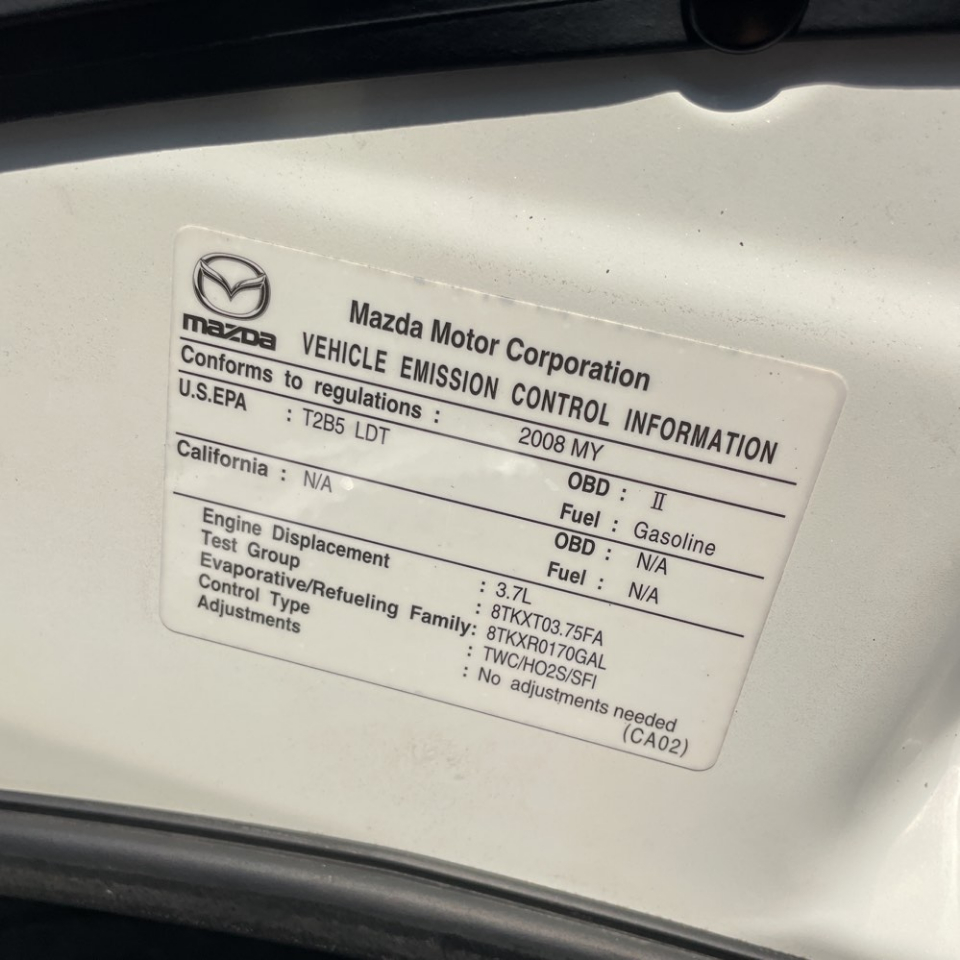 mazda
Mazda Motor Corporation
VEHICLE EMISSION CONTROL INFORMATION
Conforms to regulations : 2008 MY
U.S.EPA : T2B5 LDT OBD : II
Fuel : Gasoline
California : N/A OBD : N/A
Fuel : N/A
Engine Displacement : 3.7L
Test Group : 8TKXT03.75FA
Evaporative/Refueling Family: 8TKXR0170GAL
Control Type : TWC/HO2S/SFI
Adjustments : No adjustments needed
(CA02)